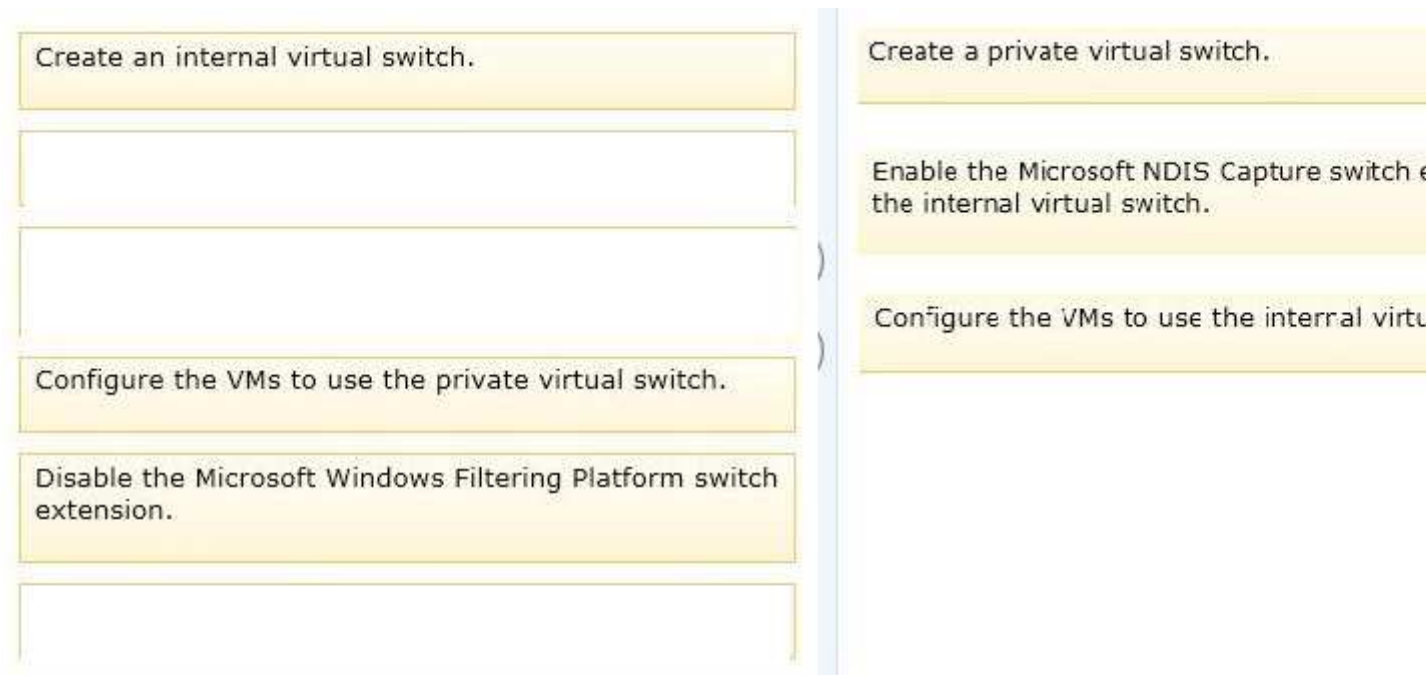 Create an internal virtual switch.
Configure the VMs to use the private virtual switch.
Disable the Microsoft Windows Filtering Platform switch
extension.
Create a private virtual switch.
Enable the Microsoft NDIS Capture switch
the internal virtual switch.
Configure the VMs to use the internal